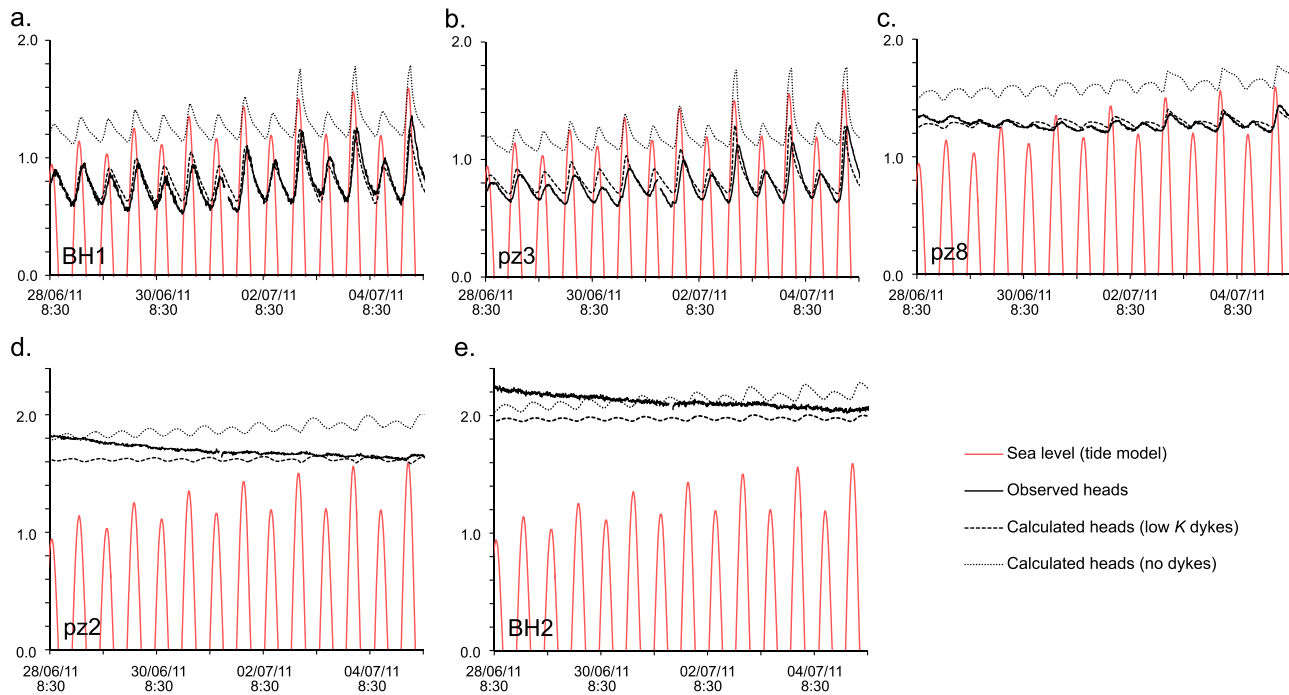 a.
2.0
1.0
0.0
BH1
28/06/11 30/06/11 02/07/11 04/07/11
8:30 8:30 8:30 8:30
b.
2.0
1.0
0.0
pz3
28/06/11 30/06/11 02/07/11 04/07/11
8:30 8:30 8:30 8:30
c.
2.0
1.0
0.0
pz8
28/06/11 30/06/11 02/07/11 04/07/11
8:30 8:30 8:30 8:30
d.
2.0
1.0
0.0
pz2
28/06/11 30/06/11 02/07/11 04/07/11
8:30 8:30 8:30 8:30
e.
2.0
1.0
0.0
BH2
28/06/11 30/06/11 02/07/11 04/07/11
8:30 8:30 8:30 8:30
Sea level (tide model)
Observed heads
Calculated heads (low K dykes)
Calculated heads (no dykes)